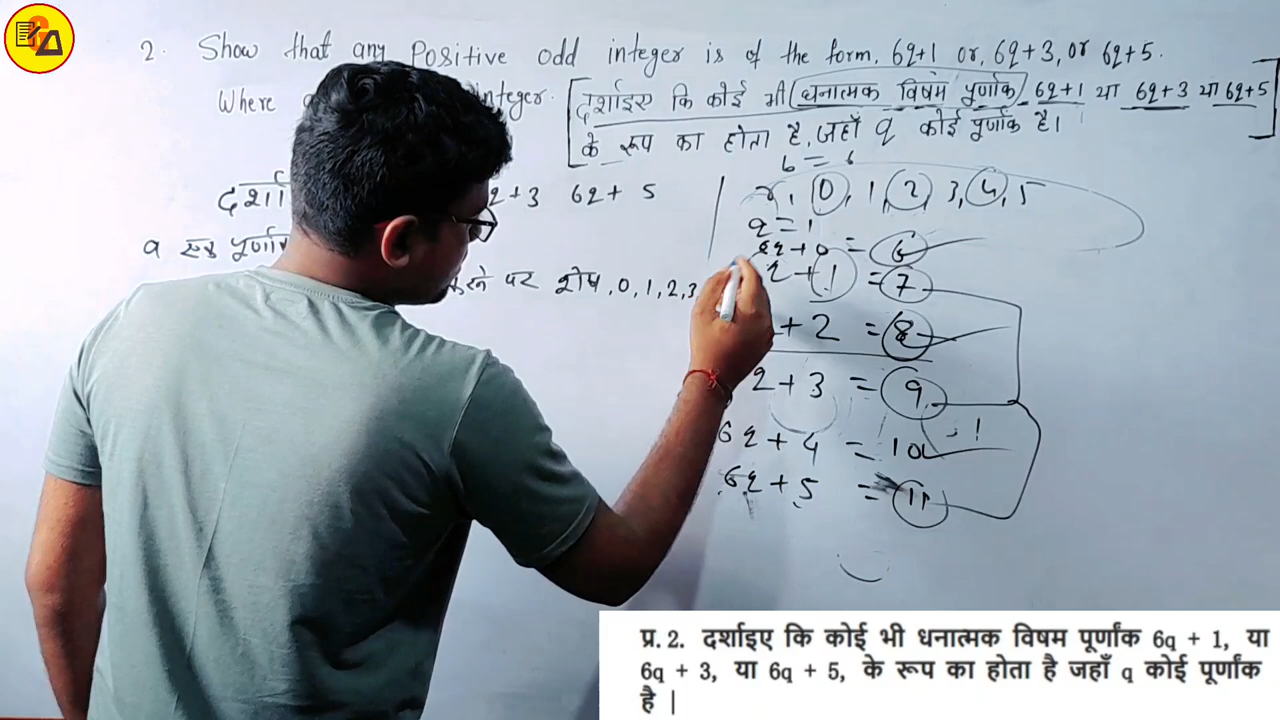 2. Show that any Positive odd integer is of the form, 6q+1 or, 6q+3, or 6q+5.
Where integer. [दर्शाइए कि कोई भी (धनात्मक विषम पूर्णांक) 6q+1 या 6q+3 या 6q+5
के रूप का होता है, जहाँ q कोई पूर्णांक है।]
6 = 6
+3 6q+5
r, 0, 1, 2, 3, 4, 5
q = 1
a एक
6q+0 = 6
करने पर शेष, 0, 1, 2, 3
+1 = 7
+2 = 8
q+3 = 9
6q+4 = 10
6q+5 = 11
प्र. 2. दर्शाइए कि कोई भी धनात्मक विषम पूर्णांक 6q + 1, या
6q + 3, या 6q + 5, के रूप का होता है जहाँ q कोई पूर्णांक
है |